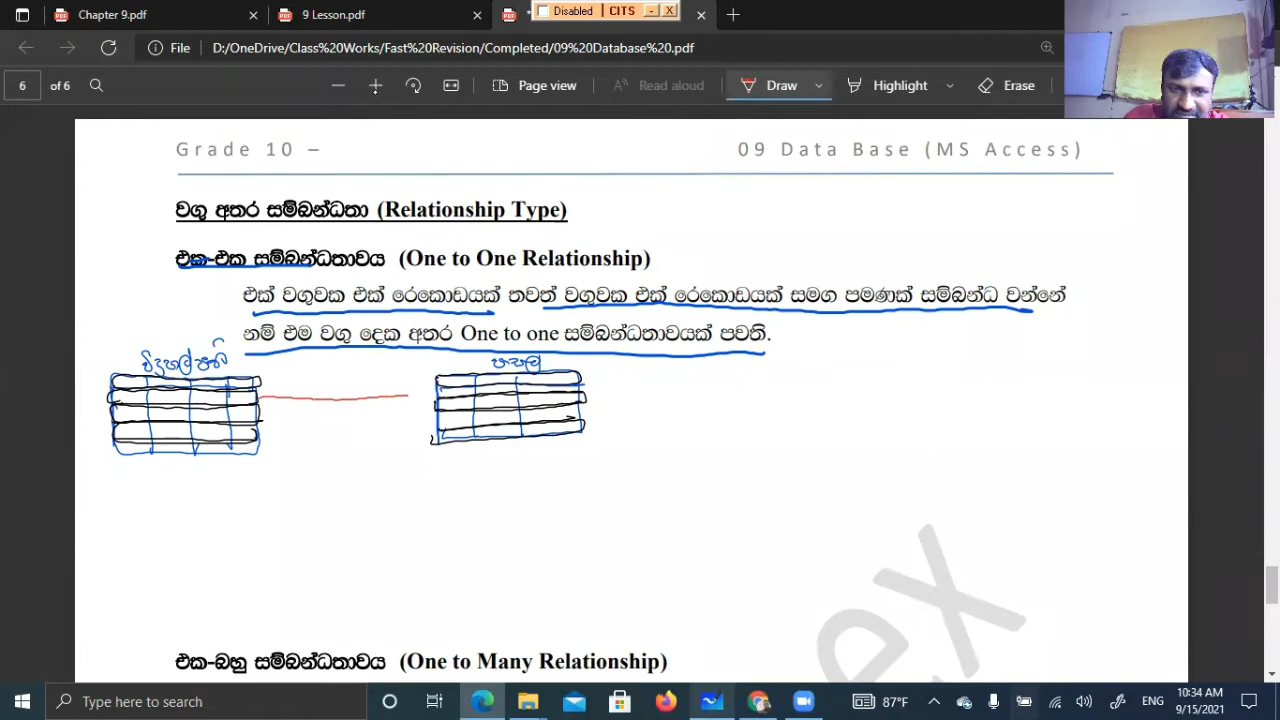 Chapter 9.pdf
9 Lesson.pdf
Disabled | CITS
File D:/OneDrive/Class%20Works/Fast%20Revision/Completed/09%20Database%20.pdf
6 of 6
Page view
Read aloud
Draw
Highlight
Erase
Grade 10 – 09 Data Base (MS Access)
වගු අතර සම්බන්ධතා (Relationship Type)
එක-එක සම්බන්ධතාවය (One to One Relationship)
එක් වගුවක එක් රෙකොඩයක් තවත් වගුවක එක් රෙකොඩයක් සමග පමණක් සම්බන්ධ වන්නේ
නම් එම වගු දෙක අතර One to one සම්බන්ධතාවයක් පවතී.
විදුහල්පති පාසල
ex
එක-බහු සම්බන්ධතාවය (One to Many Relationship)
Type here to search
87°F
ENG
10:34 AM
9/15/2021